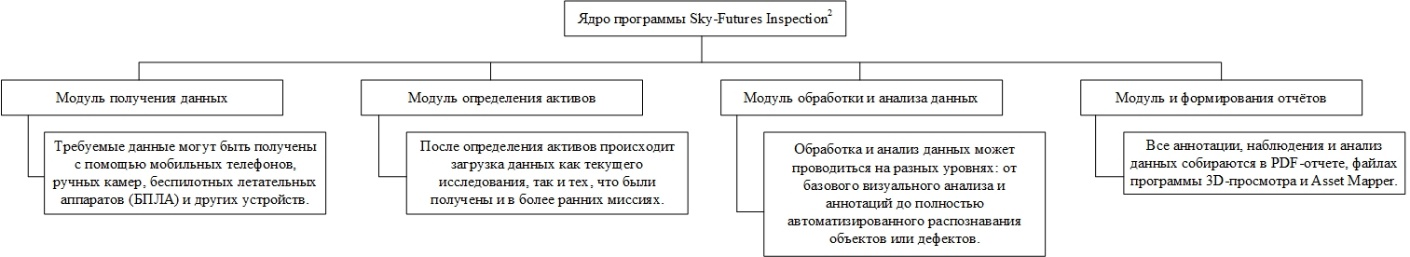 Ядро программы Sky-Futures Inspection²
Модуль получения данных
Требуемые данные могут быть получены
с помощью мобильных телефонов,
ручных камер, беспилотных летательных
аппаратов (БПЛА) и других устройств.
Модуль определения активов
После определения активов происходит
загрузка данных как текущего
исследования, так и тех, что были
получены и в более ранних миссиях.
Модуль обработки и анализа данных
Обработка и анализ данных может
проводиться на разных уровнях: от
базового визуального анализа и
аннотаций до полностью
автоматизированного распознавания
объектов или дефектов.
Модуль и формирования отчётов
Все аннотации, наблюдения и анализ
данных собираются в PDF-отчете, файлах
программы 3D-просмотра и Asset Mapper.